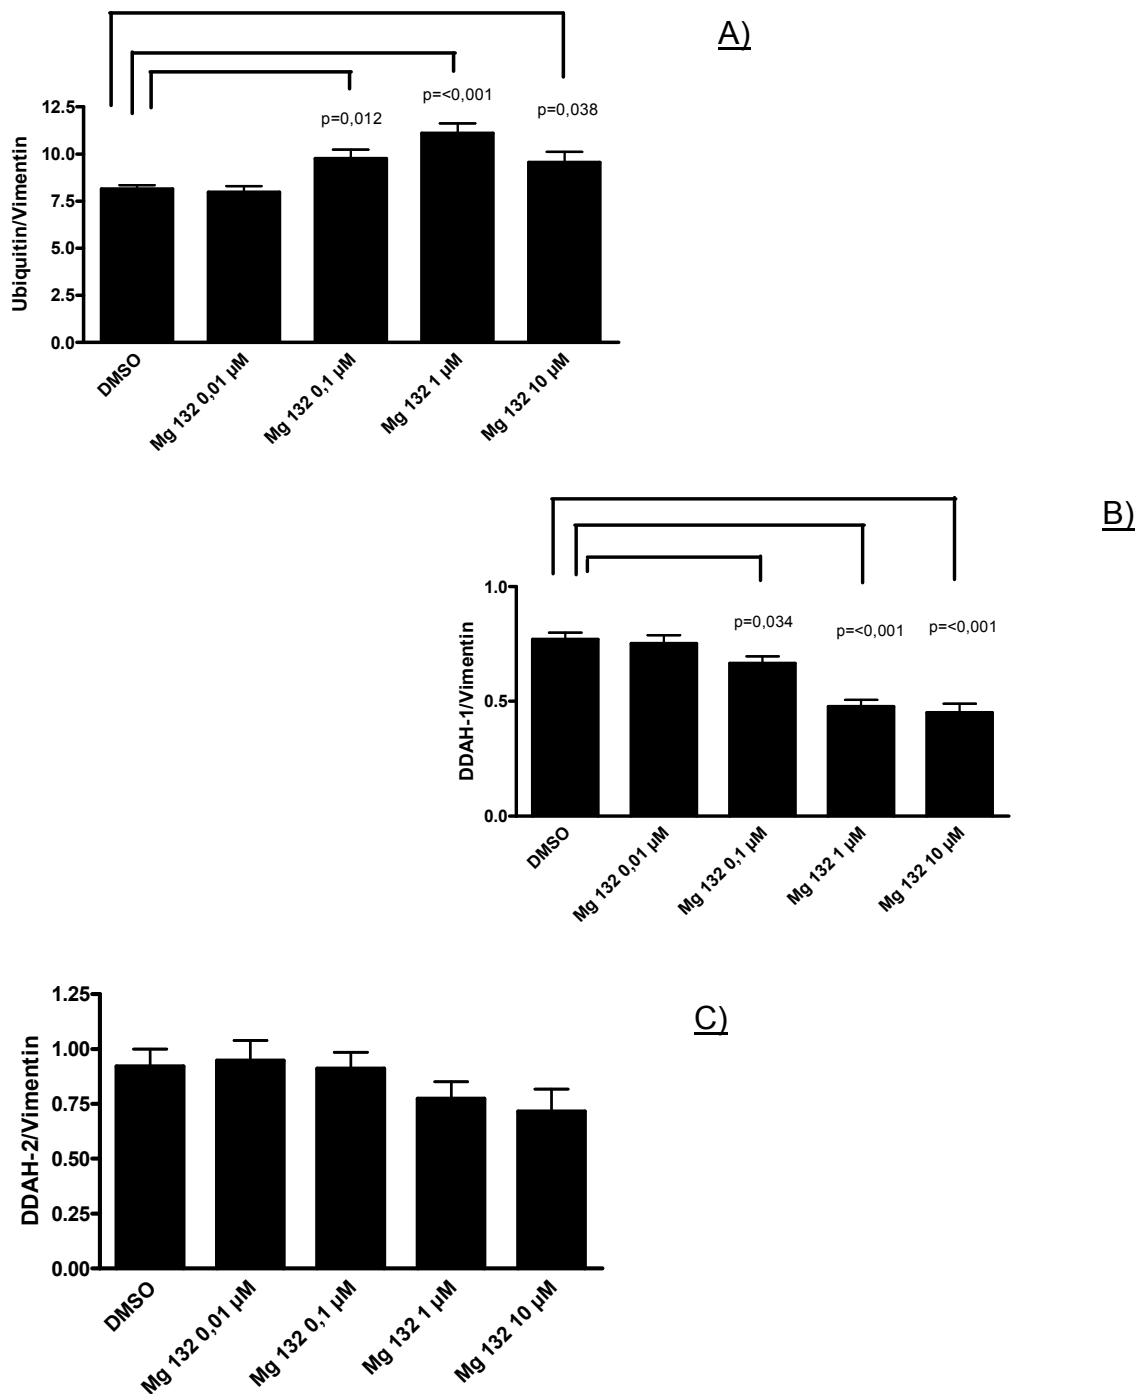 A)
p=<0,001
p=0,038
p=0,012
12.5
10.0
7.5
5.0
2.5
0.0
Ubiquitin/Vimentin
DMSO
Mg 132 0,01 µM
Mg 132 0,1 µM
Mg 132 1 µM
Mg 132 10 µM
B)
1.0
0.5
0.0
DDAH-1/Vimentin
p=0,034
p=<0,001
p=<0,001
DMSO
Mg 132 0,01 µM
Mg 132 0,1 µM
Mg 132 1 µM
Mg 132 10 µM
C)
1.25
1.00
0.75
0.50
0.25
0.00
DDAH-2/Vimentin
DMSO
Mg 132 0,01 µM
Mg 132 0,1 µM
Mg 132 1 µM
Mg 132 10 µM